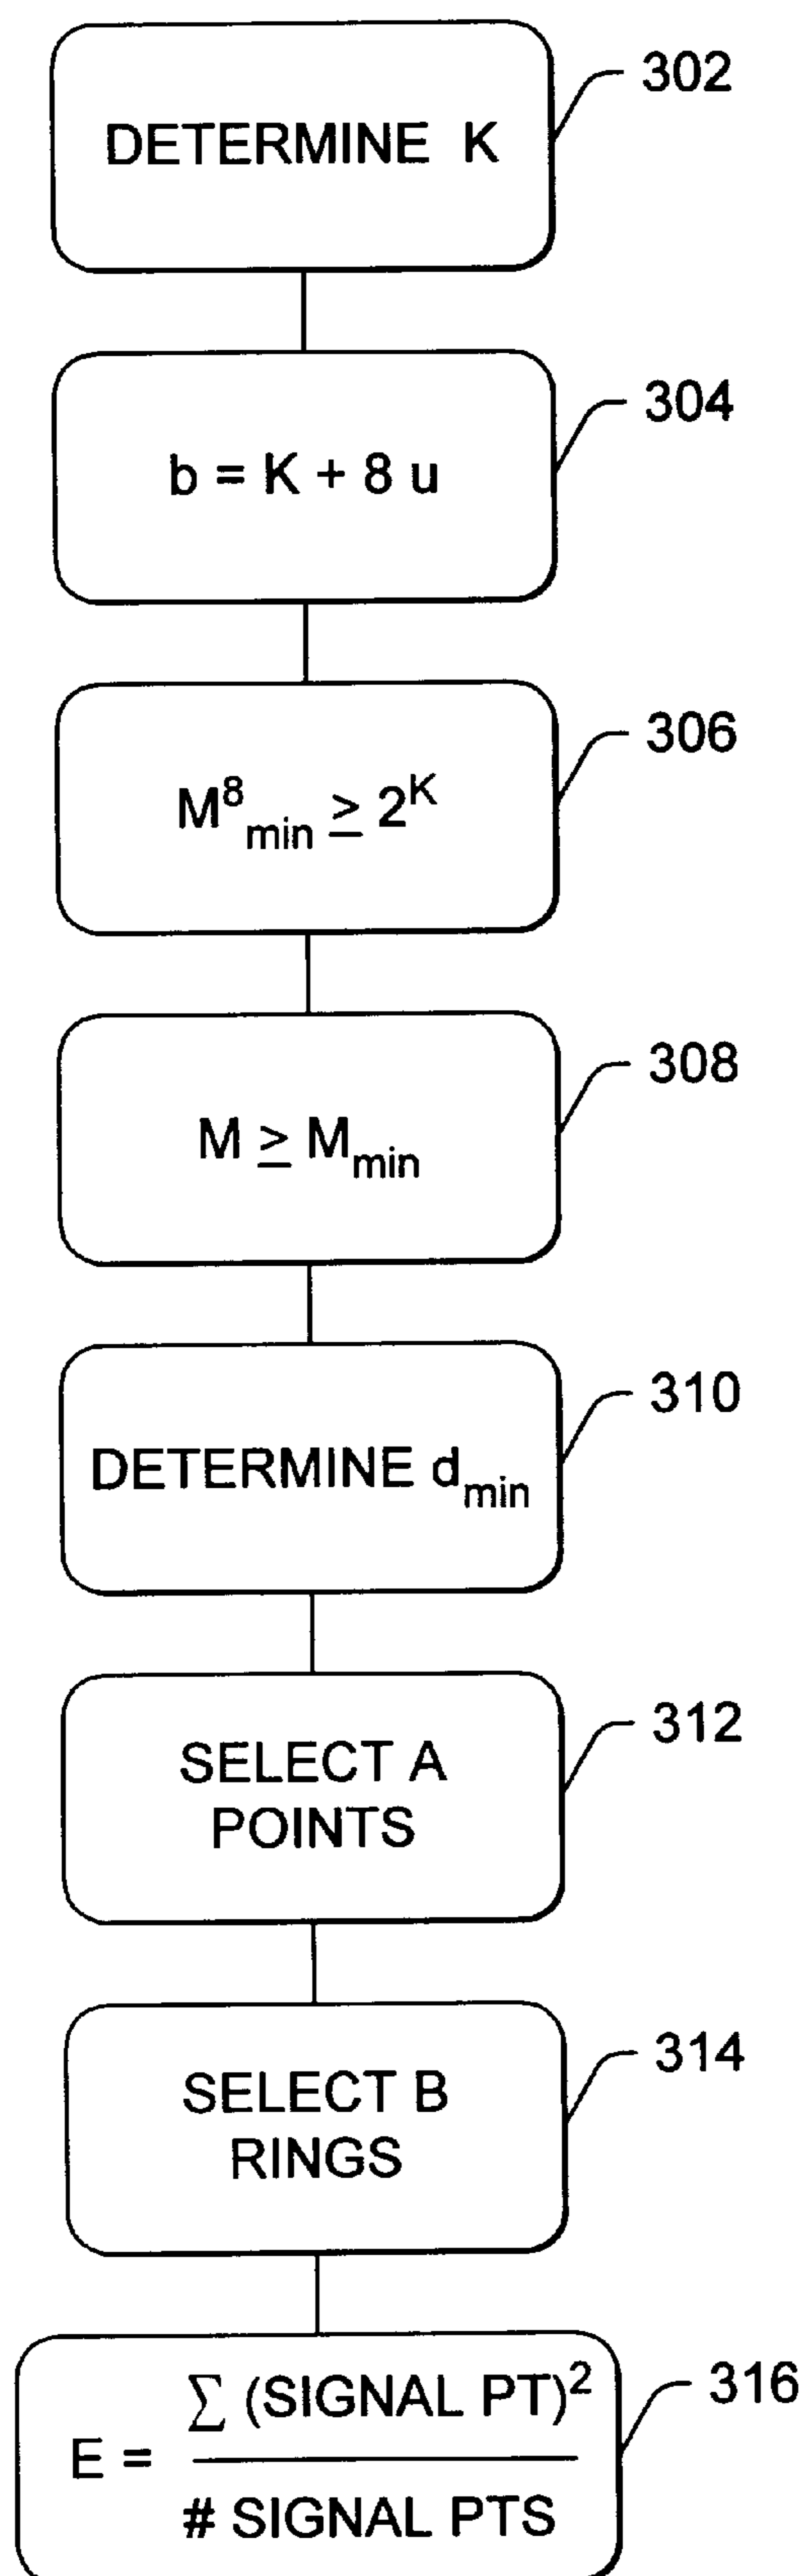 302
DETERMINE K
304
b = K + 8 u
306
M⁸min ≥ 2ᴷ
308
M ≥ Mmin
310
DETERMINE dmin
312
SELECT A
POINTS
314
SELECT B
RINGS
316
∑ (SIGNAL PT)²
E =
# SIGNAL PTS